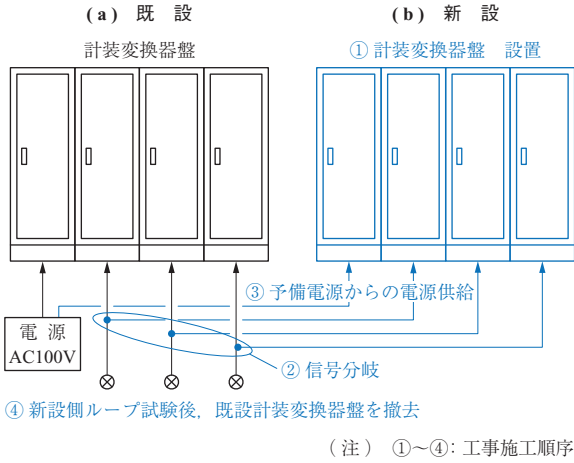 (a) 既 設
計装変換器盤
(b) 新 設
① 計装変換器盤 設置
③ 予備電源からの電源供給
電 源
AC100V
② 信号分岐
④ 新設側ループ試験後, 既設計装変換器盤を撤去
(注) ①〜④: 工事施工順序